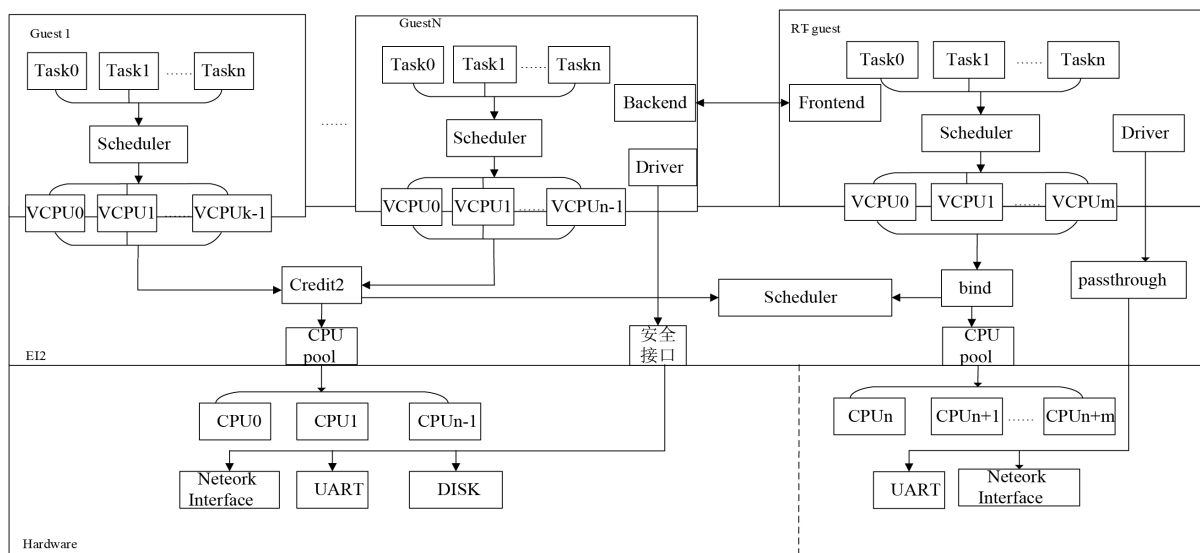 Guest 1
GuestN
RT-guest
Task0
Task1
......
Taskn
Task0
Task1
......
Taskn
Task0
Task1
......
Taskn
Backend
Frontend
......
Scheduler
Scheduler
Scheduler
Driver
Driver
VCPU0
VCPU1
......
VCPUk-1
VCPU0
VCPU1
......
VCPUn-1
VCPU0
VCPU1
......
VCPUm
Credit2
Scheduler
bind
passthrough
CPU
pool
安全
接口
CPU
pool
EI2
CPU0
CPU1
CPUn-1
CPUn
CPUn+1
......
CPUn+m
Neteork
Interface
UART
DISK
UART
Neteork
Interface
Hardware